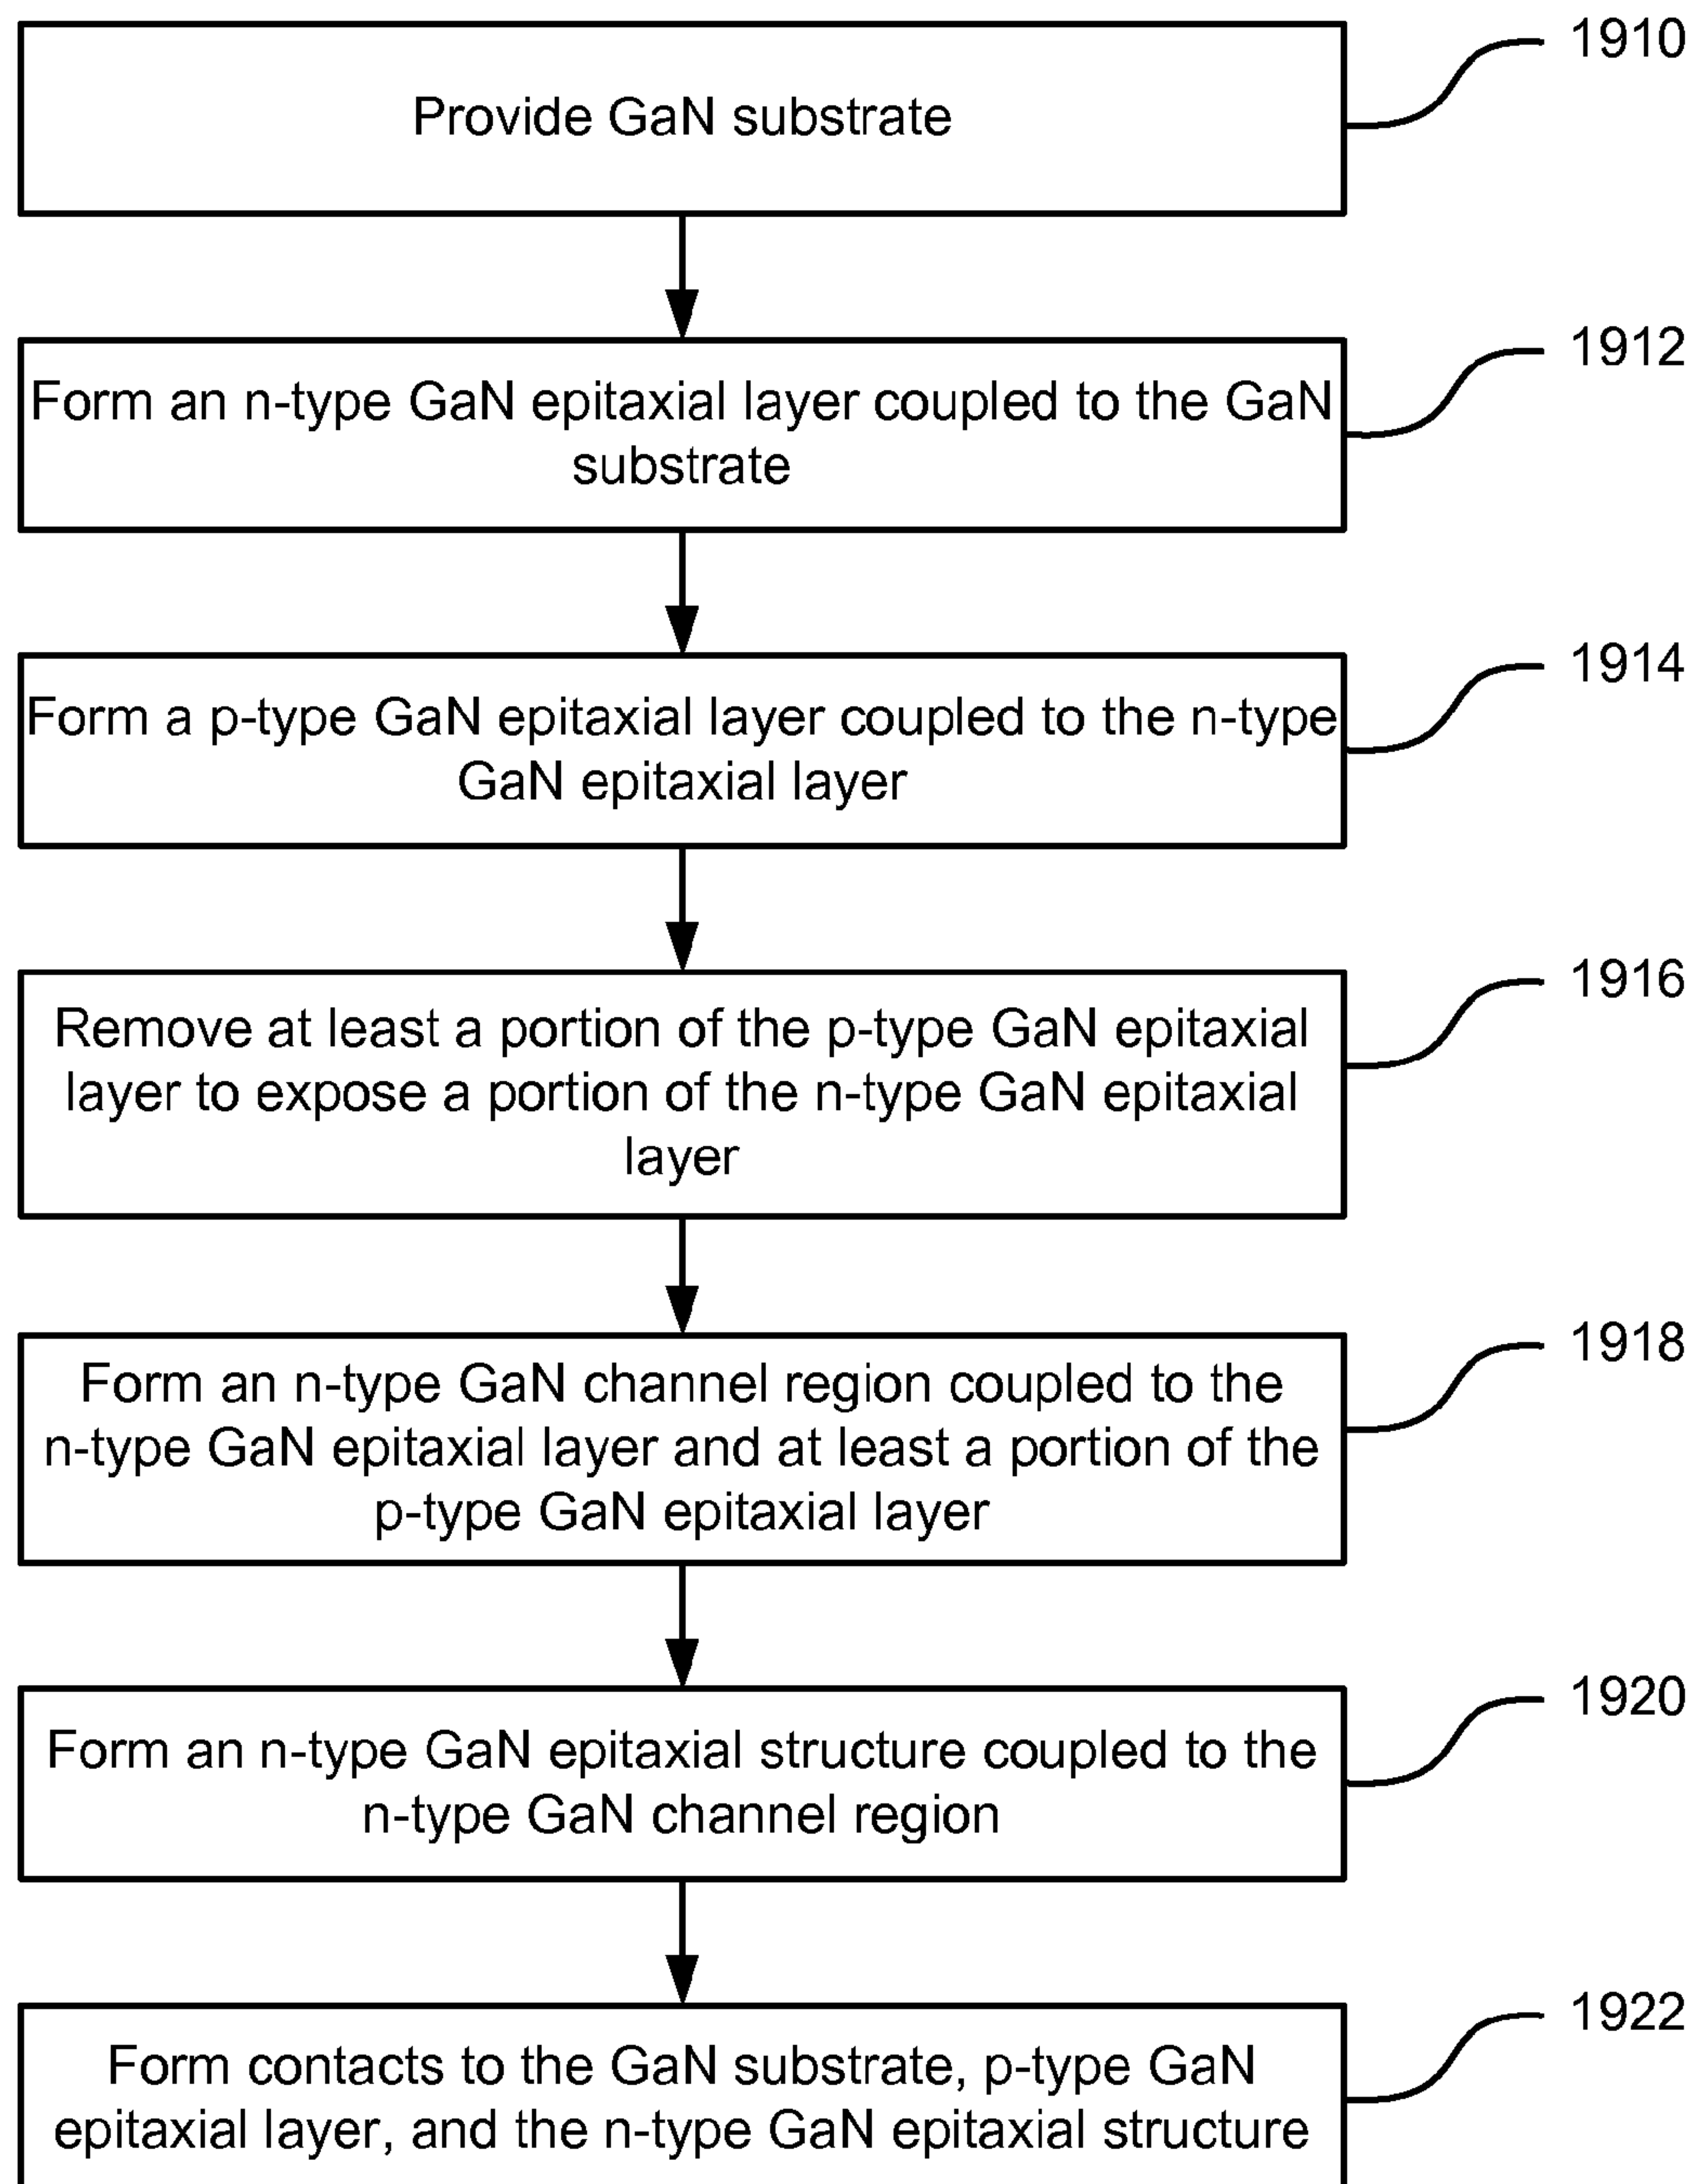 1910
Provide GaN substrate
1912
Form an n-type GaN epitaxial layer coupled to the GaN
substrate
1914
Form a p-type GaN epitaxial layer coupled to the n-type
GaN epitaxial layer
1916
Remove at least a portion of the p-type GaN epitaxial
layer to expose a portion of the n-type GaN epitaxial
layer
1918
Form an n-type GaN channel region coupled to the
n-type GaN epitaxial layer and at least a portion of the
p-type GaN epitaxial layer
1920
Form an n-type GaN epitaxial structure coupled to the
n-type GaN channel region
1922
Form contacts to the GaN substrate, p-type GaN
epitaxial layer, and the n-type GaN epitaxial structure